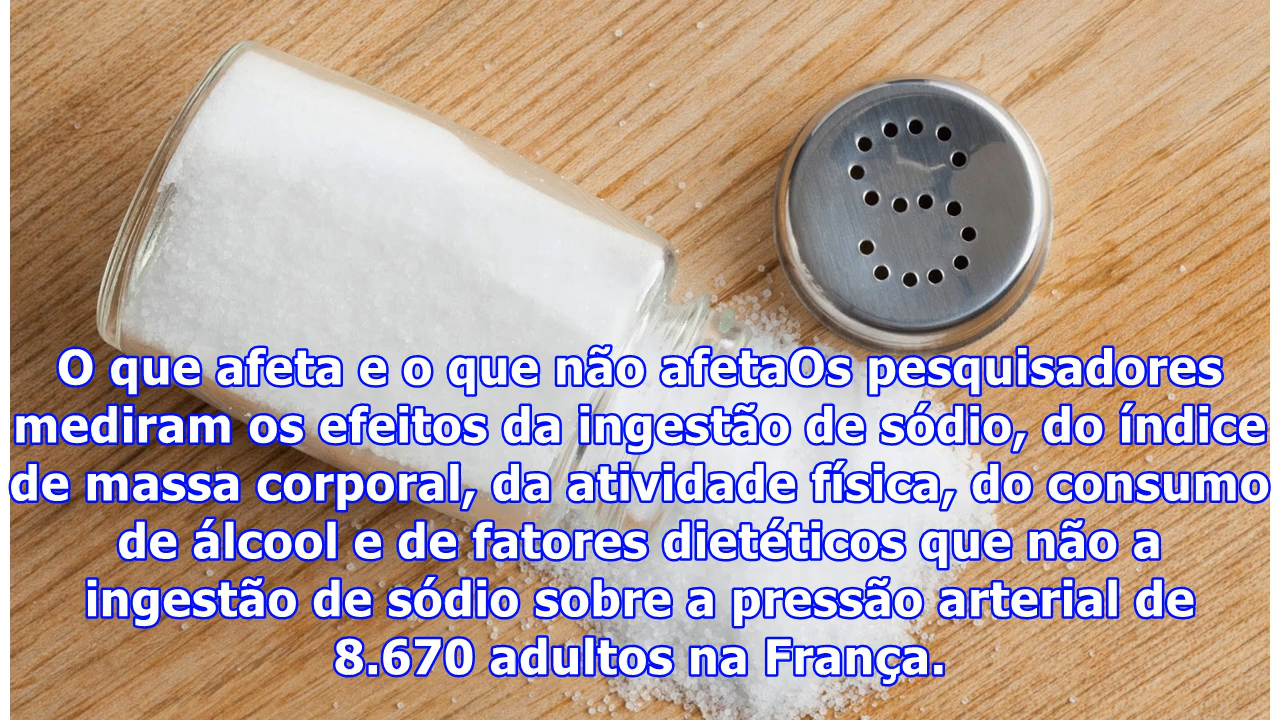 O que afeta e o que não afetaOs pesquisadores
mediram os efeitos da ingestão de sódio, do índice
de massa corporal, da atividade física, do consumo
de álcool e de fatores dietéticos que não a
ingestão de sódio sobre a pressão arterial de
8.670 adultos na França.